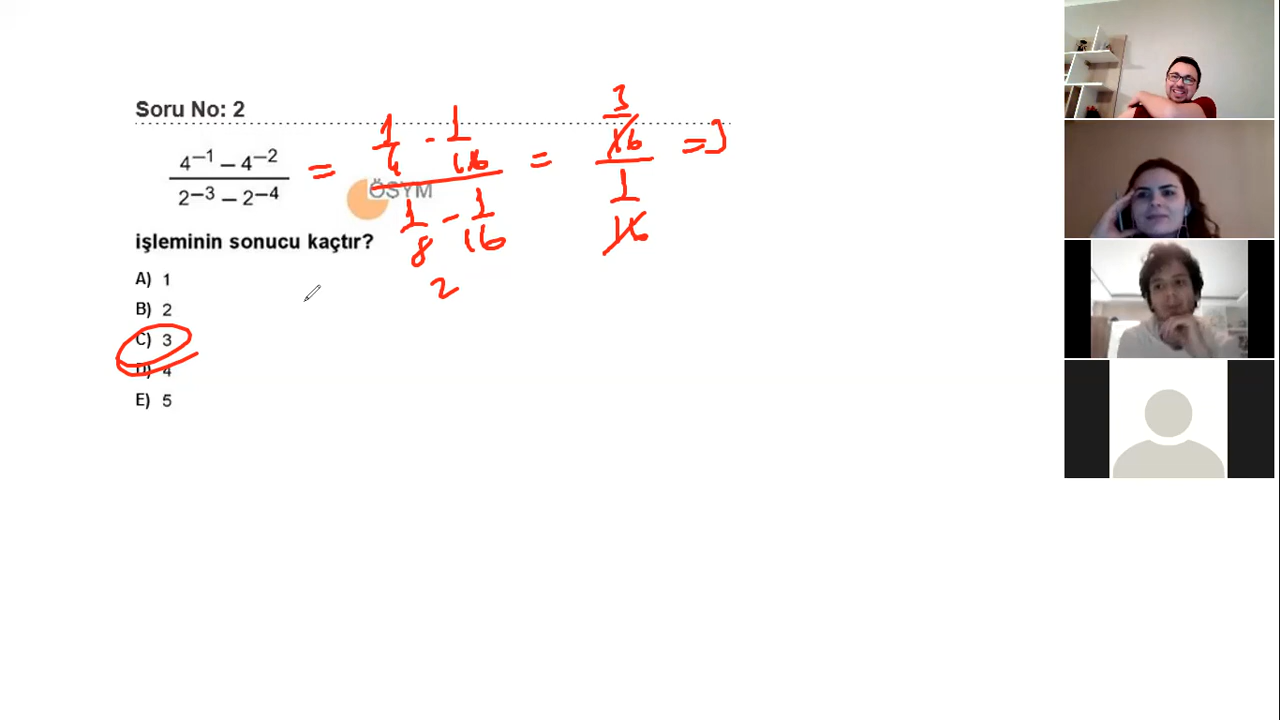 Soru No: 2
4⁻¹ – 4⁻² / 2⁻³ – 2⁻⁴ = 1/4 - 1/16 / 1/8 - 1/16 = 3/16 / 1/16 = 3
ÖSYM
işleminin sonucu kaçtır?
2
A) 1
B) 2
C) 3
D) 4
E) 5